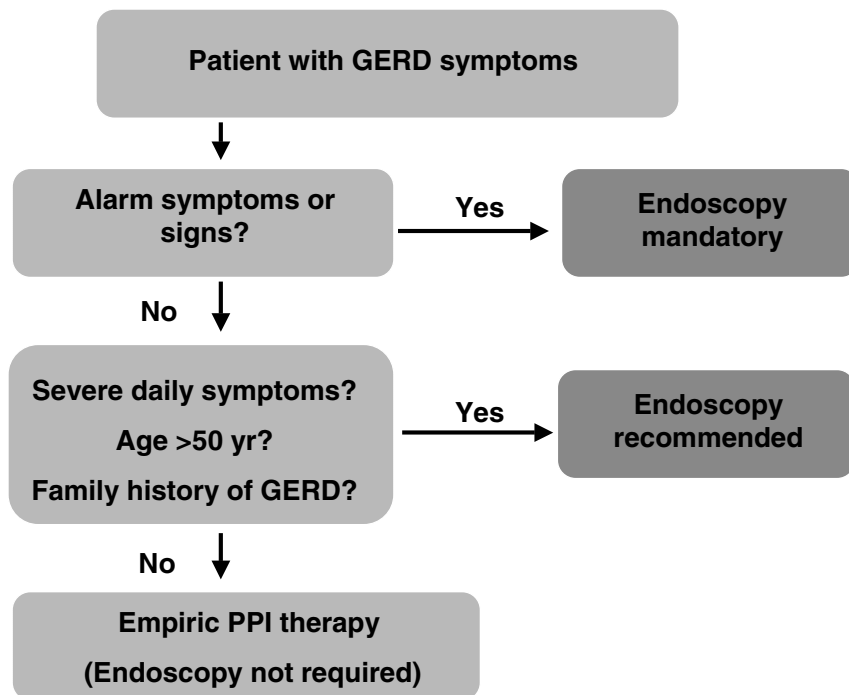 Patient with GERD symptoms
Alarm symptoms or
signs?
Yes
Endoscopy
mandatory
No
Severe daily symptoms?
Age >50 yr?
Family history of GERD?
Yes
Endoscopy
recommended
No
Empiric PPI therapy
(Endoscopy not required)